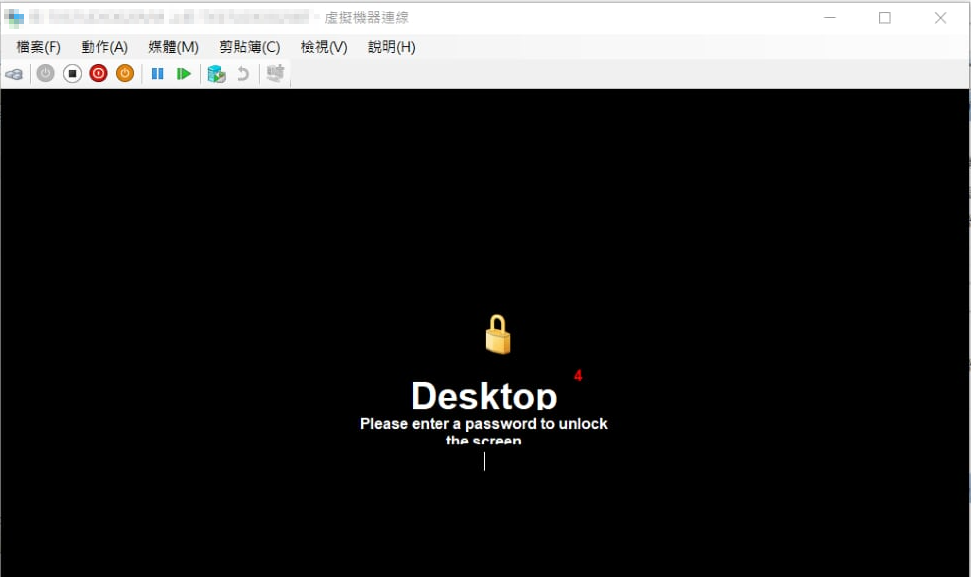 虛擬機器連線
檔案(F) 動作(A) 媒體(M) 剪貼簿(C) 檢視(V) 說明(H)
4
Desktop
Please enter a password to unlock
the screen